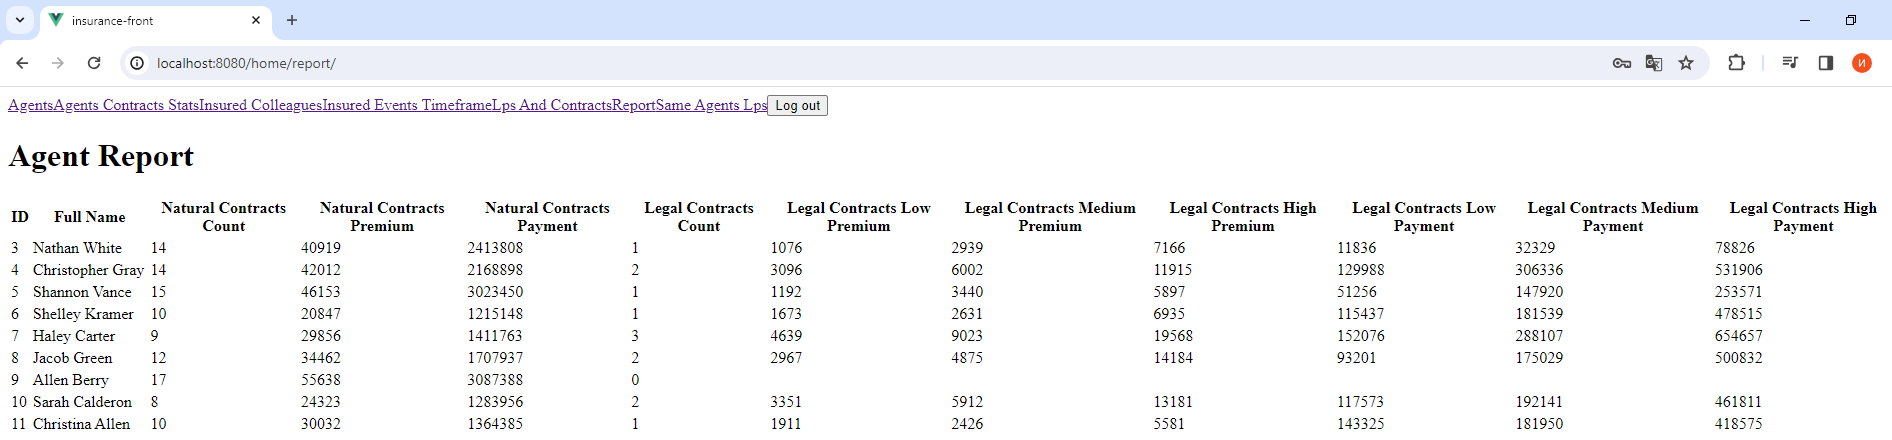 insurance-front
localhost:8080/home/report/
И
AgentsAgents Contracts StatsInsured ColleaguesInsured Events TimeframeLps And ContractsReportSame Agents Lps Log out
Agent Report
ID Full Name Natural Contracts Count Natural Contracts Premium Natural Contracts Payment Legal Contracts Count Legal Contracts Low Premium Legal Contracts Medium Premium Legal Contracts High Premium Legal Contracts Low Payment Legal Contracts Medium Payment Legal Contracts High Payment
3 Nathan White 14 40919 2413808 1 1076 2939 7166 11836 32329 78826
4 Christopher Gray 14 42012 2168898 2 3096 6002 11915 129988 306336 531906
5 Shannon Vance 15 46153 3023450 1 1192 3440 5897 51256 147920 253571
6 Shelley Kramer 10 20847 1215148 1 1673 2631 6935 115437 181539 478515
7 Haley Carter 9 29856 1411763 3 4639 9023 19568 152076 288107 654657
8 Jacob Green 12 34462 1707937 2 2967 4875 14184 93201 175029 500832
9 Allen Berry 17 55638 3087388 0
10 Sarah Calderon 8 24323 1283956 2 3351 5912 13181 117573 192141 461811
11 Christina Allen 10 30032 1364385 1 1911 2426 5581 143325 181950 418575